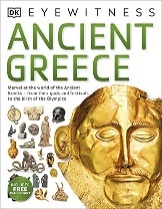 DK EYEWITNESS
ANCIENT
GREECE
Marvel at the world of the Ancient
Greeks – from their gods and festivals
to the birth of the Olympics
FREE